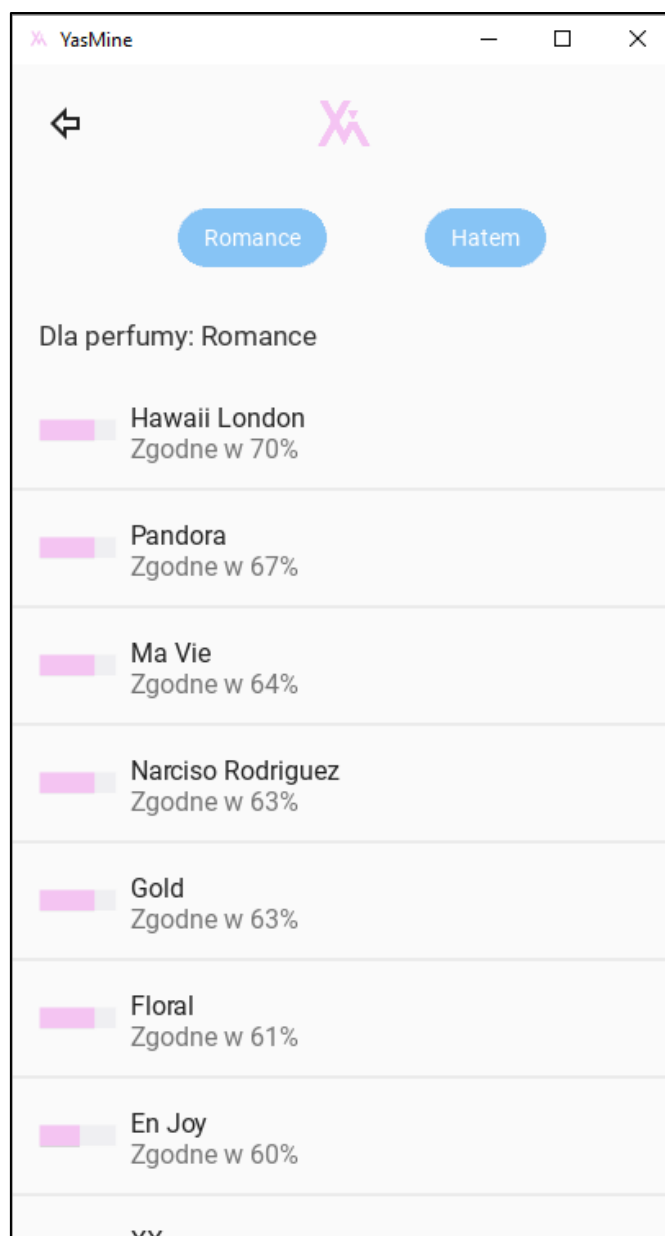 YasMine
Romance Hatem
Dla perfumy: Romance
Hawaii London
Zgodne w 70%
Pandora
Zgodne w 67%
Ma Vie
Zgodne w 64%
Narciso Rodriguez
Zgodne w 63%
Gold
Zgodne w 63%
Floral
Zgodne w 61%
En Joy
Zgodne w 60%